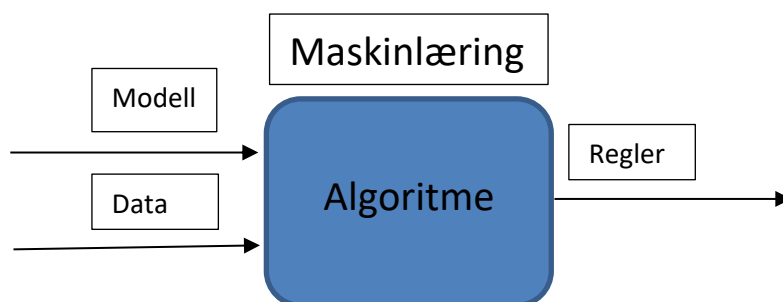 Maskinlæring
Modell
Data
Algoritme
Regler